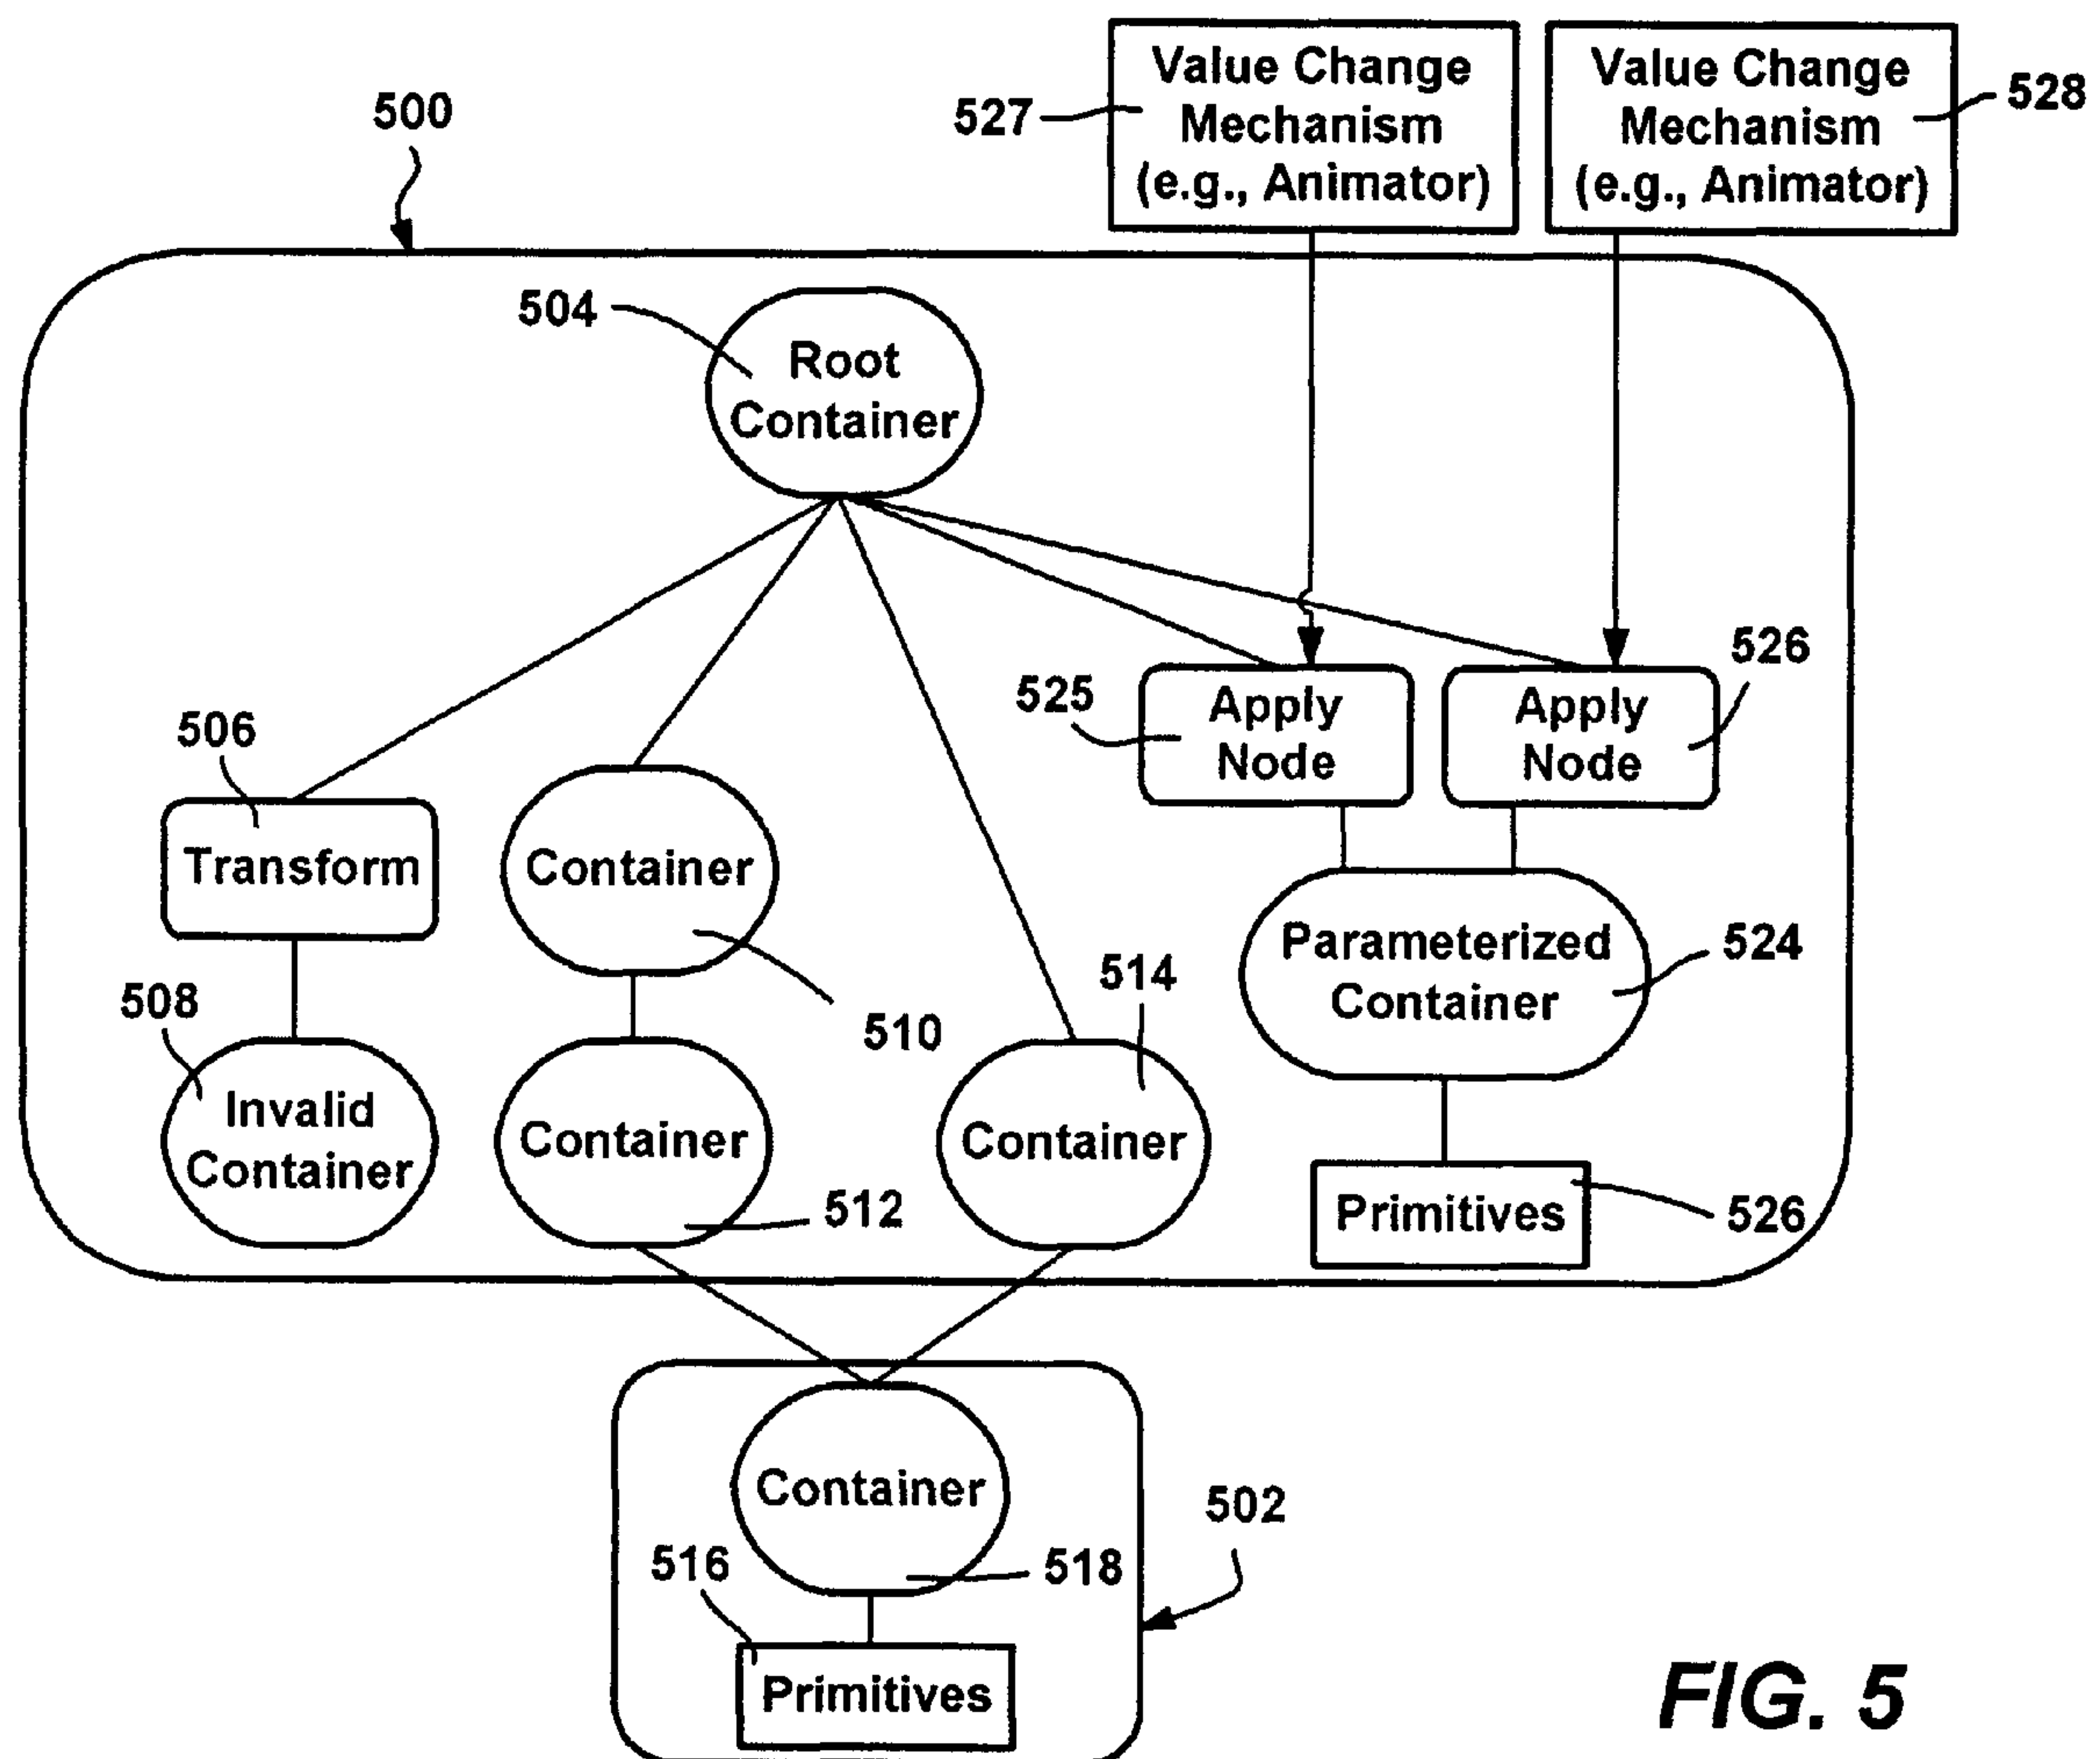 Value Change
Mechanism
(e.g., Animator)
527
Value Change
Mechanism
(e.g., Animator)
528
500
504
Root
Container
525
Apply
Node
Apply
Node
526
506
Transform
Container
510
Parameterized
Container
524
508
Invalid
Container
Container
512
514
Container
Primitives
526
Container
518
502
516
Primitives
FIG. 5